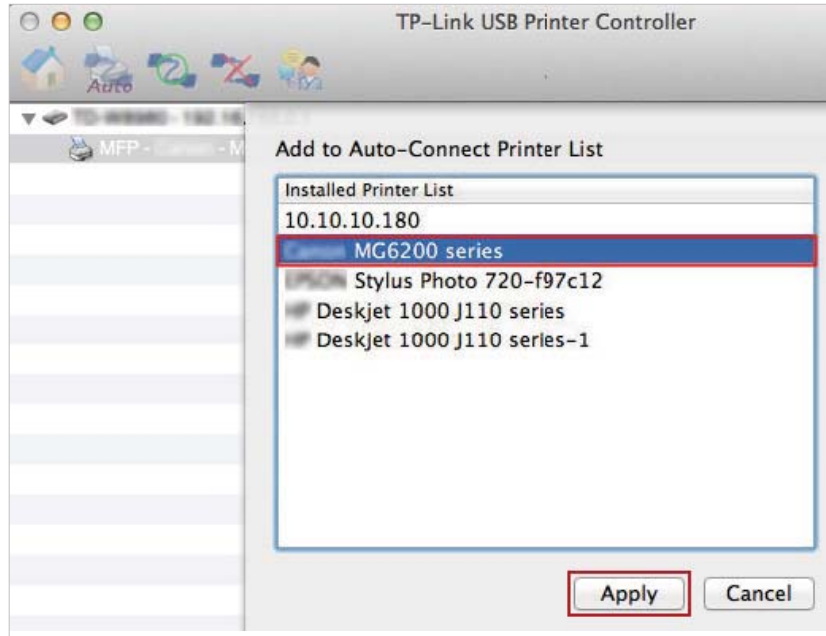 TP-Link USB Printer Controller
Auto
MFP - - M
Add to Auto-Connect Printer List
Installed Printer List
10.10.10.180
MG6200 series
Stylus Photo 720-f97c12
Deskjet 1000 J110 series
Deskjet 1000 J110 series-1
Apply
Cancel